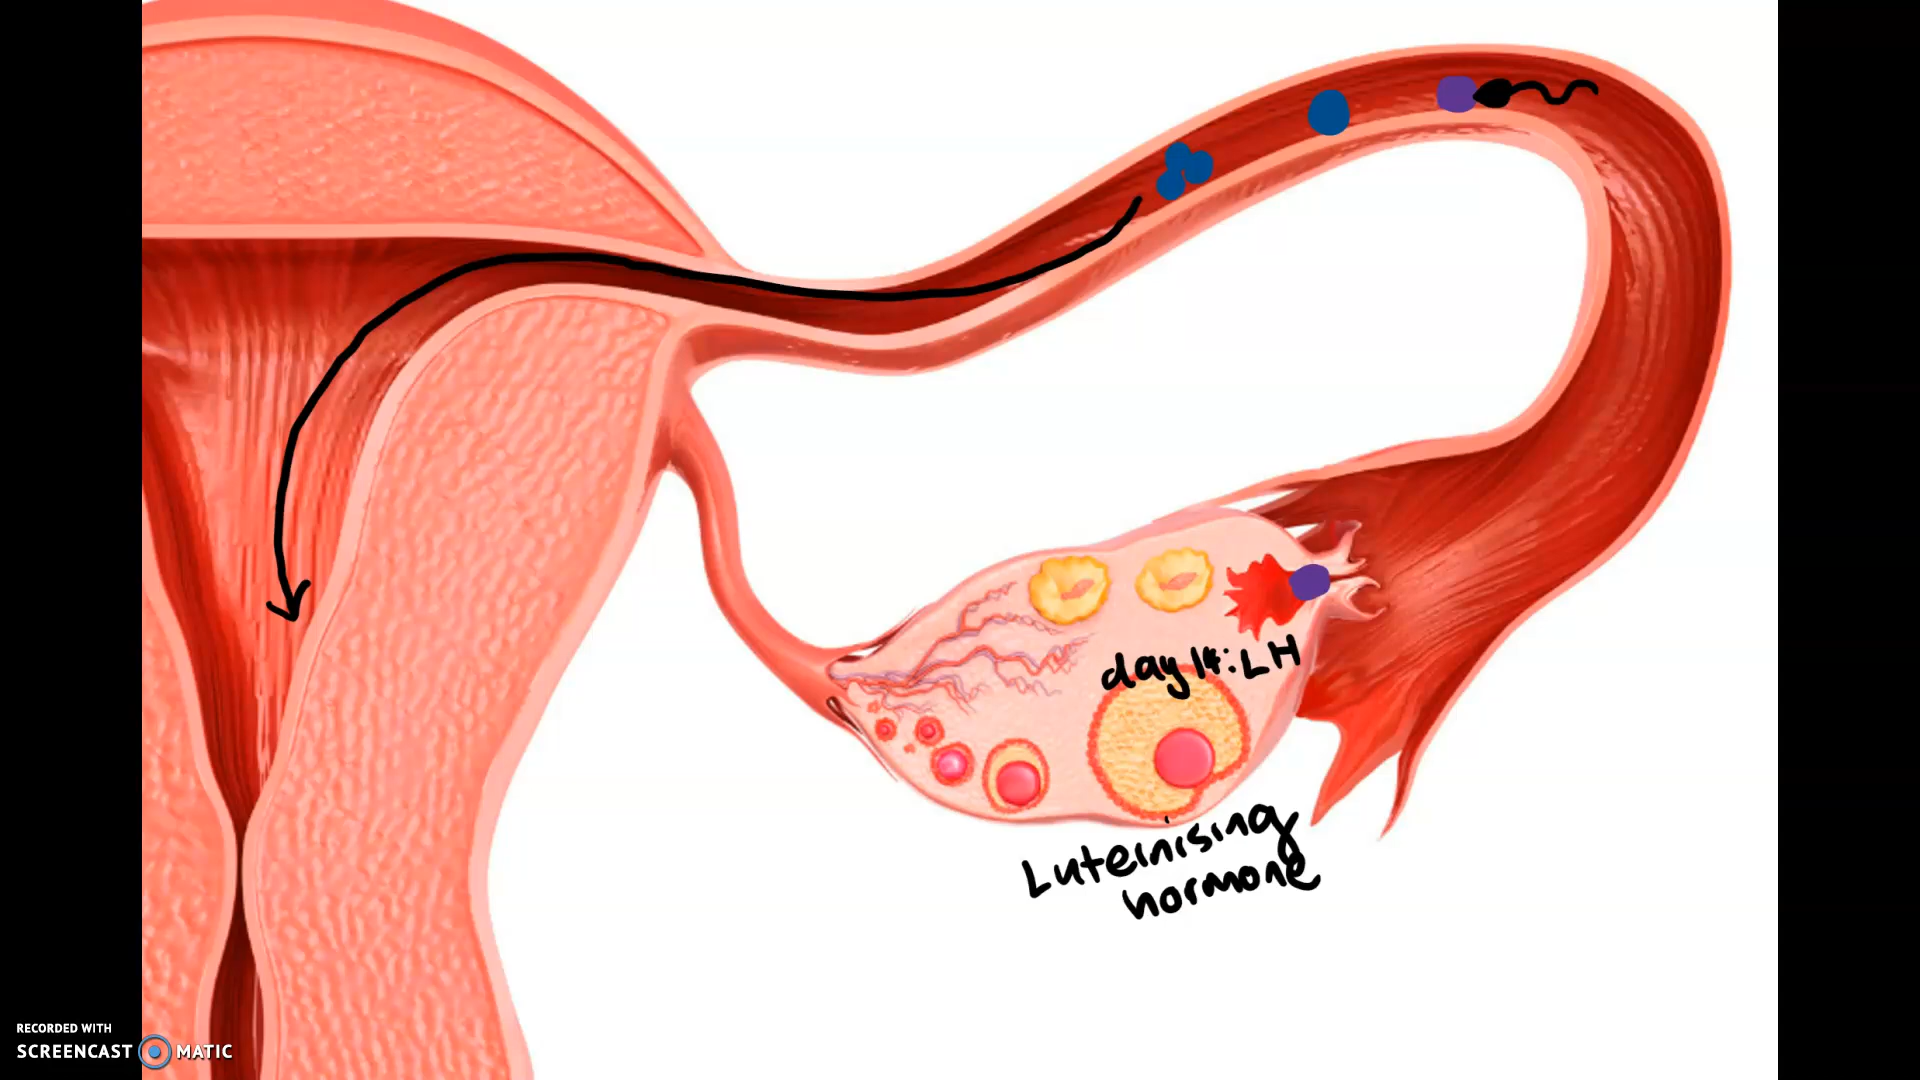 day 14: LH
Luteinising
hormone
RECORDED WITH
SCREENCAST MATIC